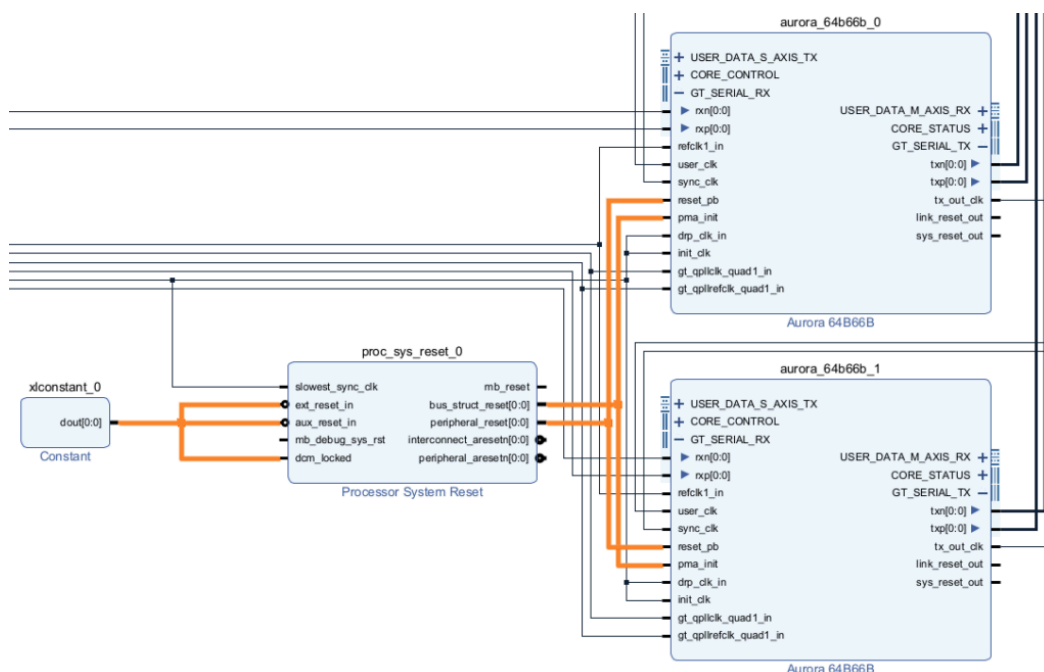 aurora_64b66b_0
USER_DATA_S_AXIS_TX
CORE_CONTROL
GT_SERIAL_RX
rxn[0:0]
rxp[0:0]
refclk1_in
user_clk
sync_clk
reset_pb
pma_init
drp_clk_in
init_clk
gt_qpllclk_quad1_in
gt_qpllrefclk_quad1_in
USER_DATA_M_AXIS_RX
CORE_STATUS
GT_SERIAL_TX
txn[0:0]
txp[0:0]
tx_out_clk
link_reset_out
sys_reset_out
Aurora 64B66B
xlconstant_0
dout[0:0]
Constant
proc_sys_reset_0
slowest_sync_clk
ext_reset_in
aux_reset_in
mb_debug_sys_rst
dcm_locked
mb_reset
bus_struct_reset[0:0]
peripheral_reset[0:0]
interconnect_aresetn[0:0]
peripheral_aresetn[0:0]
Processor System Reset
aurora_64b66b_1
USER_DATA_S_AXIS_TX
CORE_CONTROL
GT_SERIAL_RX
rxn[0:0]
rxp[0:0]
refclk1_in
user_clk
sync_clk
reset_pb
pma_init
drp_clk_in
init_clk
gt_qpllclk_quad1_in
gt_qpllrefclk_quad1_in
USER_DATA_M_AXIS_RX
CORE_STATUS
GT_SERIAL_TX
txn[0:0]
txp[0:0]
tx_out_clk
link_reset_out
sys_reset_out
Aurora 64B66B